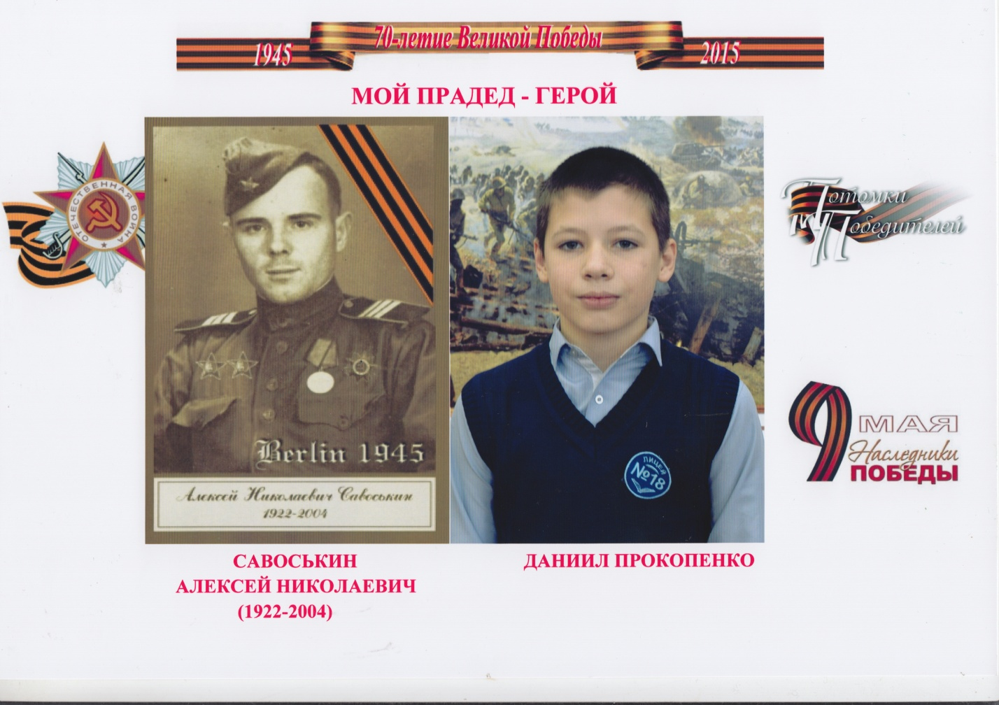 70-летие Великой Победы
1945
2015
МОЙ ПРАДЕД - ГЕРОЙ
ОТЕЧЕСТВЕННАЯ ВОЙНА
Потомки
Победителей
Berlin 1945
Алексей Николаевич Савоськин
1922-2004
ЛИЦЕЙ
№18
9 МАЯ
Наследники
ПОБЕДЫ
САВОСЬКИН
АЛЕКСЕЙ НИКОЛАЕВИЧ
(1922-2004)
ДАНИИЛ ПРОКОПЕНКО